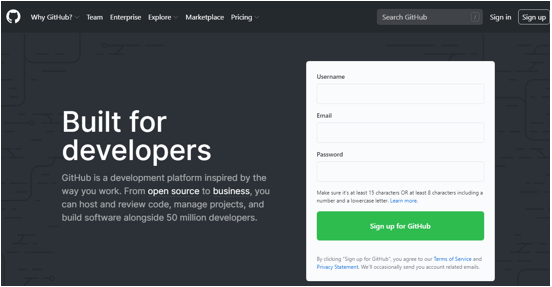 Why GitHub? Team Enterprise Explore Marketplace Pricing Search GitHub / Sign in Sign up
Built for
developers
GitHub is a development platform inspired by the
way you work. From open source to business, you
can host and review code, manage projects, and
build software alongside 50 million developers.
Username
Email
Password
Make sure it's at least 15 characters OR at least 8 characters including a
number and a lowercase letter. Learn more.
Sign up for GitHub
By clicking "Sign up for GitHub", you agree to our Terms of Service and
Privacy Statement. We'll occasionally send you account related emails.